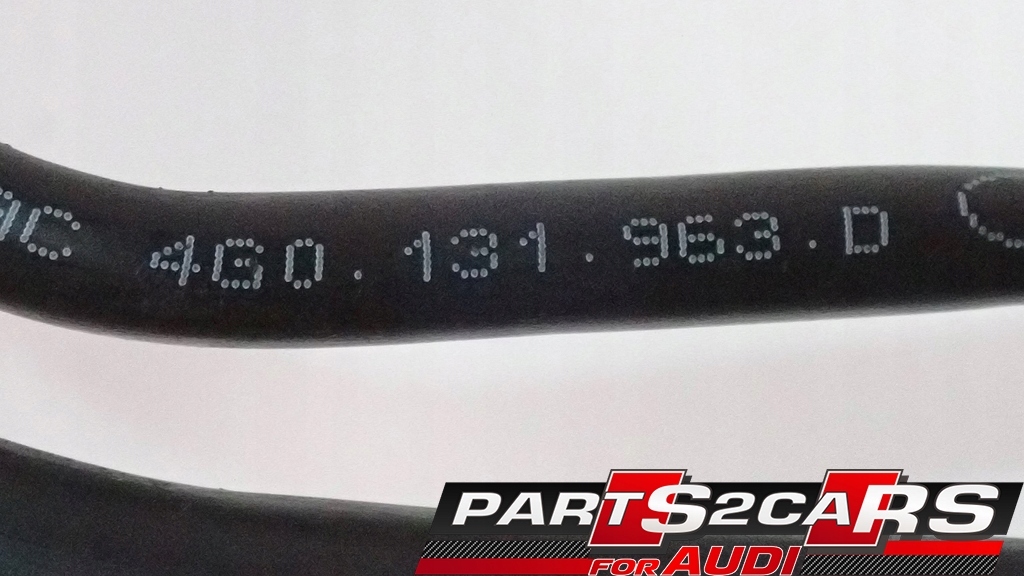 4G0.131.963.D
PARTS2CARS
FOR AUDI